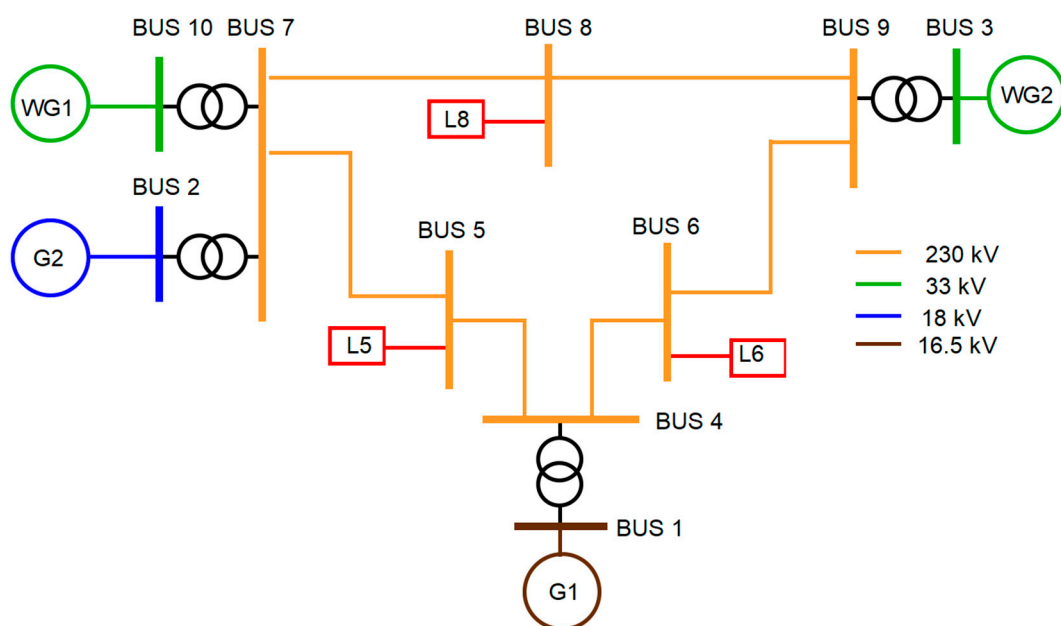 BUS 10
BUS 7
BUS 8
BUS 9
BUS 3
WG1
L8
WG2
BUS 2
G2
BUS 5
BUS 6
230 kV
33 kV
18 kV
16.5 kV
L5
L6
BUS 4
BUS 1
G1